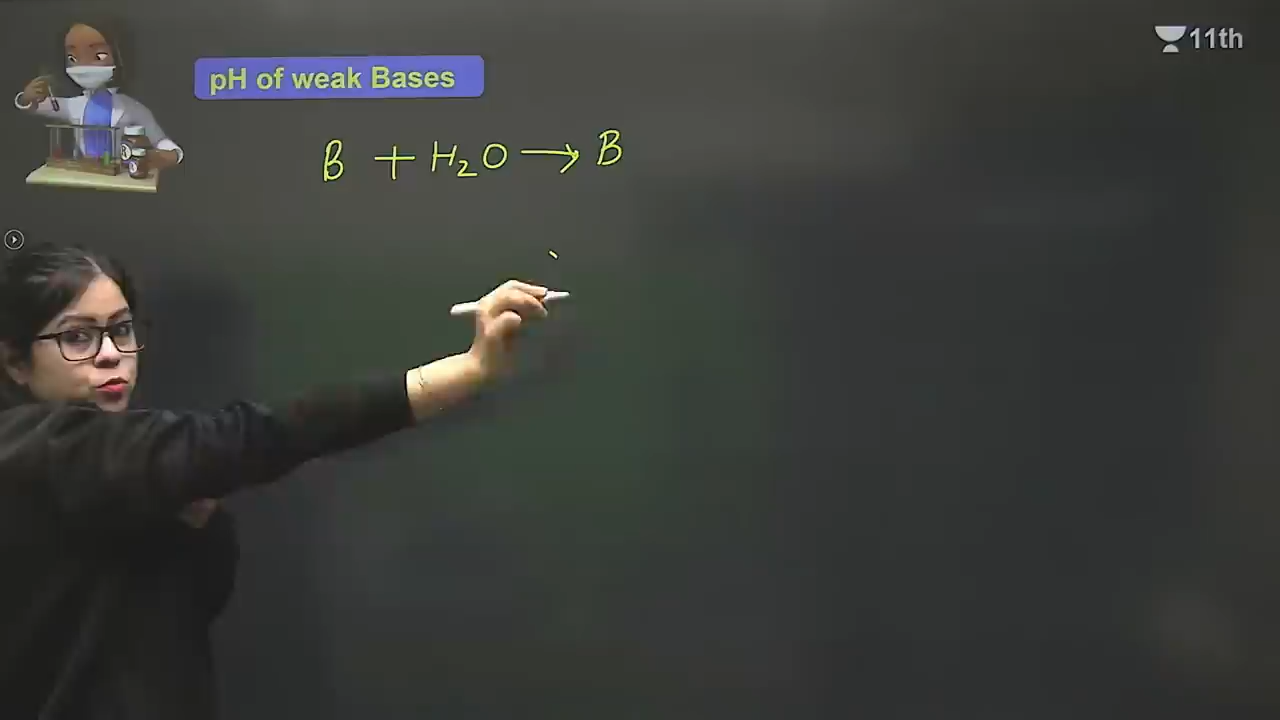 11th
pH of weak Bases
B + H₂O → B